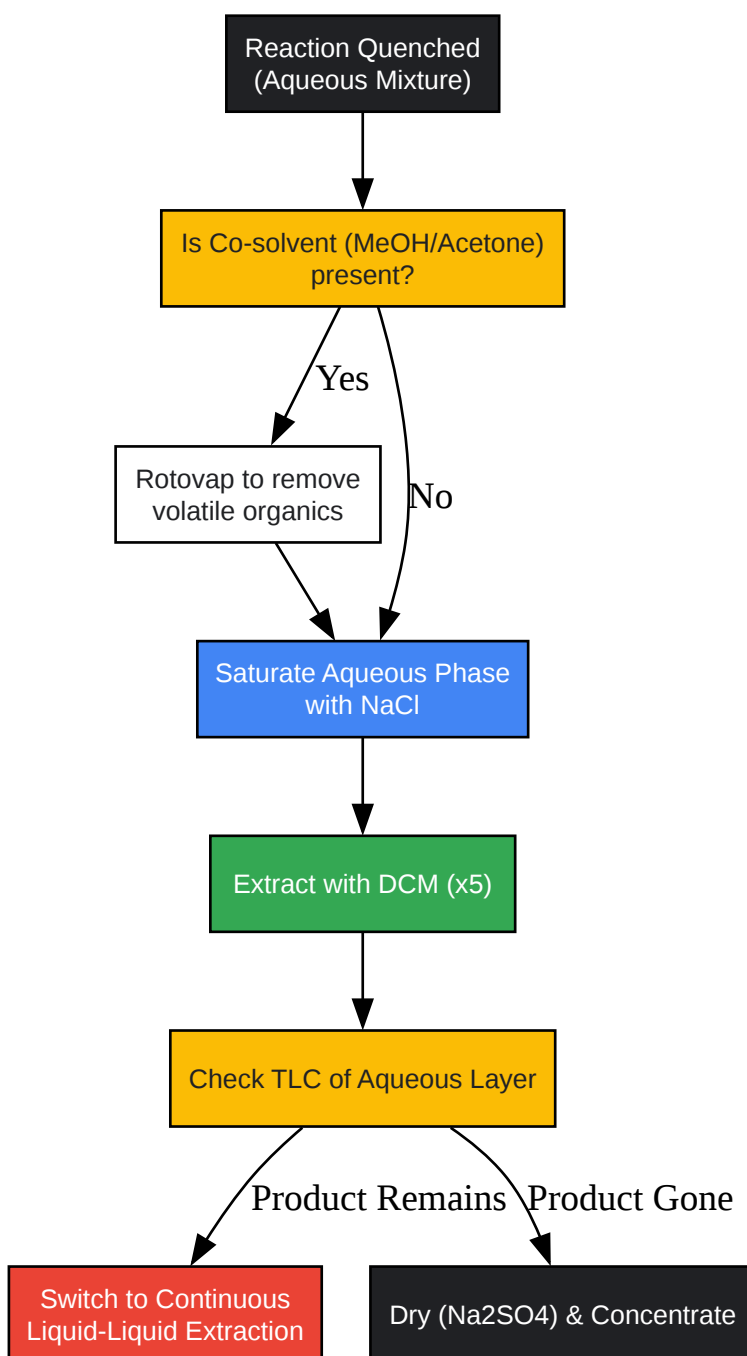 Reaction Quenched
(Aqueous Mixture)
Is Co-solvent (MeOH/Acetone)
present?
Yes
Rotovap to remove
volatile organics
No
Saturate Aqueous Phase
with NaCl
Extract with DCM (x5)
Check TLC of Aqueous Layer
Product Remains
Product Gone
Switch to Continuous
Liquid-Liquid Extraction
Dry (Na2SO4) & Concentrate